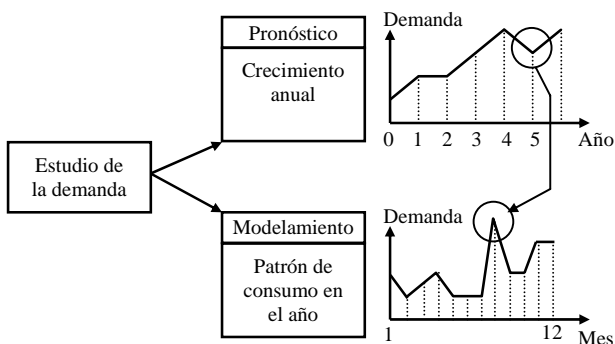 Pronóstico
Crecimiento
anual
Demanda
0 1 2 3 4 5 Año
Estudio de
la demanda
Modelamiento
Patrón de
consumo en
el año
Demanda
1 12 Mes